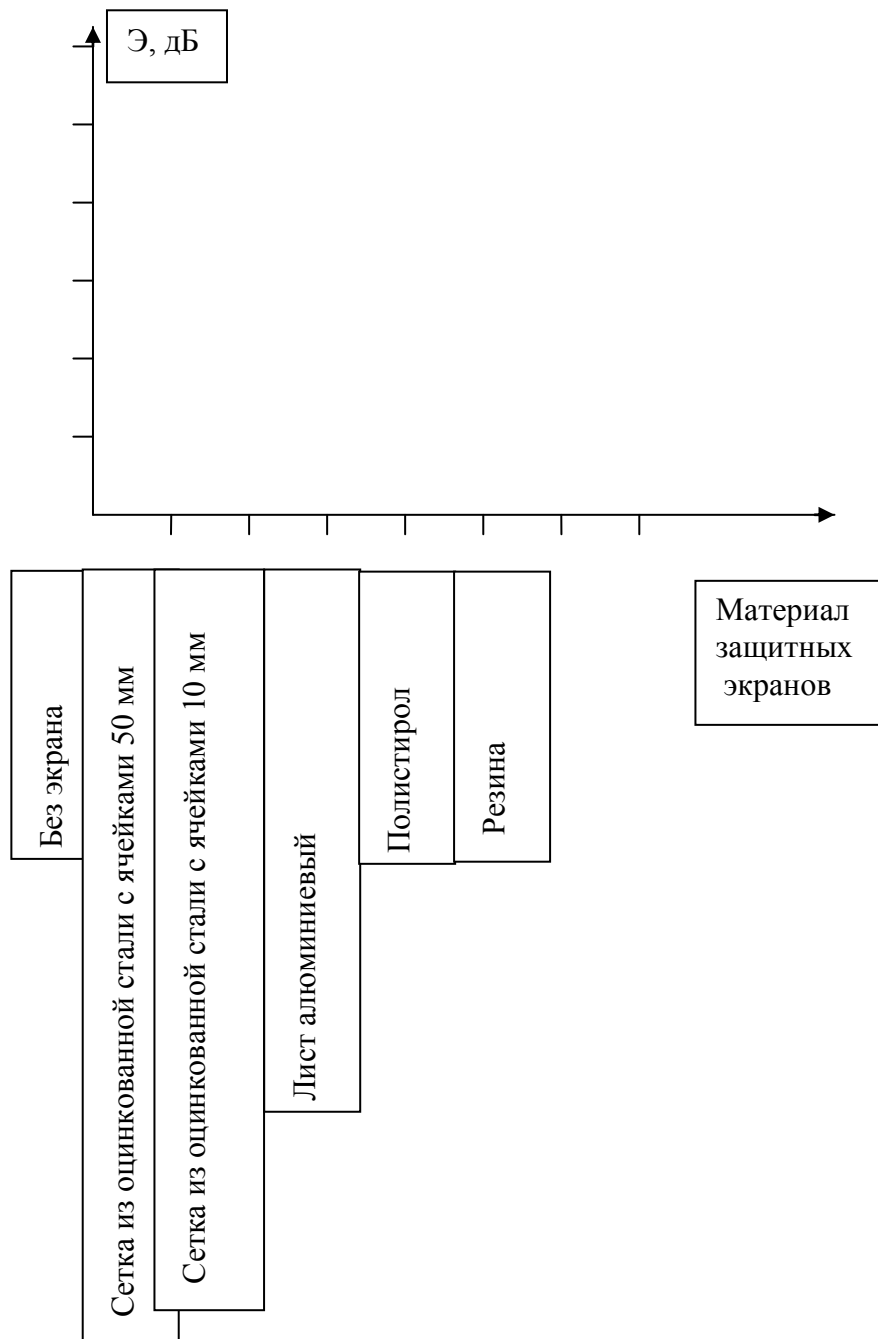 Э, дБ
Без экрана
Сетка из оцинкованной стали с ячейками 50 мм
Сетка из оцинкованной стали с ячейками 10 мм
Лист алюминиевый
Полистирол
Резина
Материал
защитных
экранов